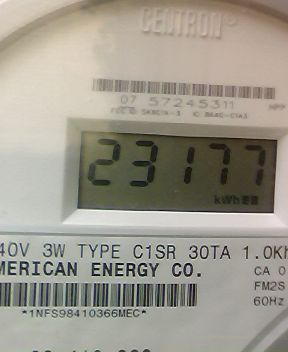 CENTRON®
07 57245311
23177
kWh
40V 3W TYPE C1SR 30TA 1.0Kh
MERICAN ENERGY CO.
CA 0
FM2S
60Hz
*1NFS98410366MEC*